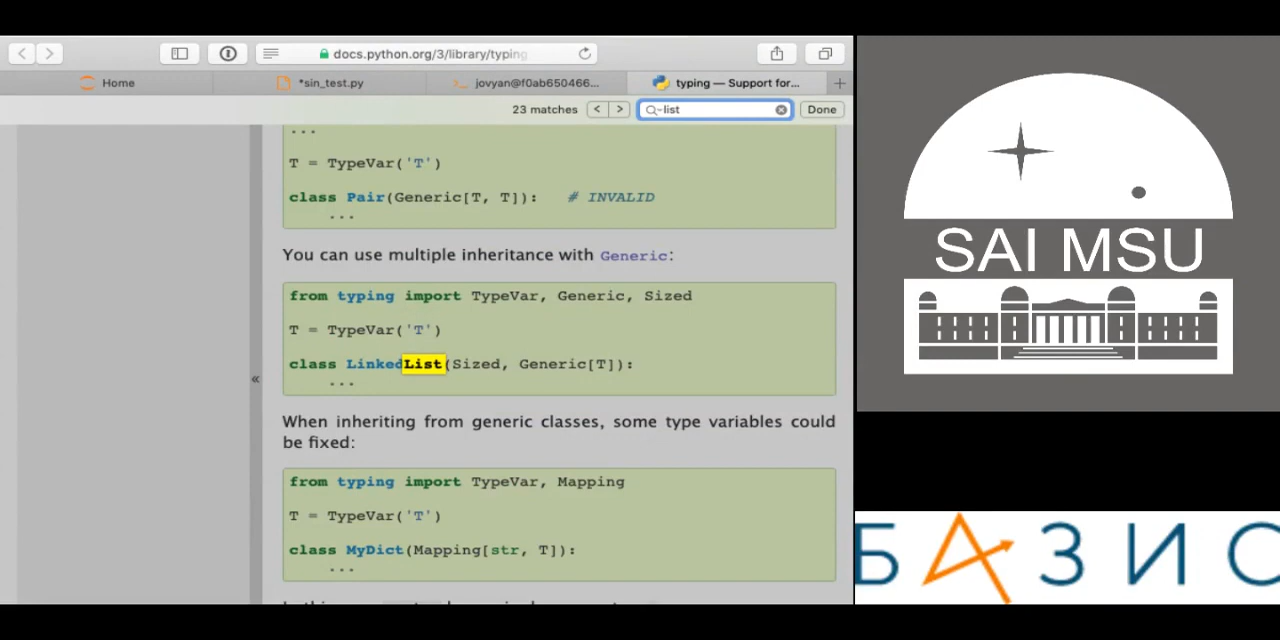 docs.python.org/3/library/typing
Home
*sin_test.py
jovyan@f0ab650466...
typing — Support for...
23 matches
list
Done
...
T = TypeVar('T')
class Pair(Generic[T, T]):   # INVALID
...
You can use multiple inheritance with Generic:
from typing import TypeVar, Generic, Sized
T = TypeVar('T')
class LinkedList(Sized, Generic[T]):
...
«
When inheriting from generic classes, some type variables could
be fixed:
from typing import TypeVar, Mapping
T = TypeVar('T')
class MyDict(Mapping[str, T]):
...
SAI MSU
БАЗИС